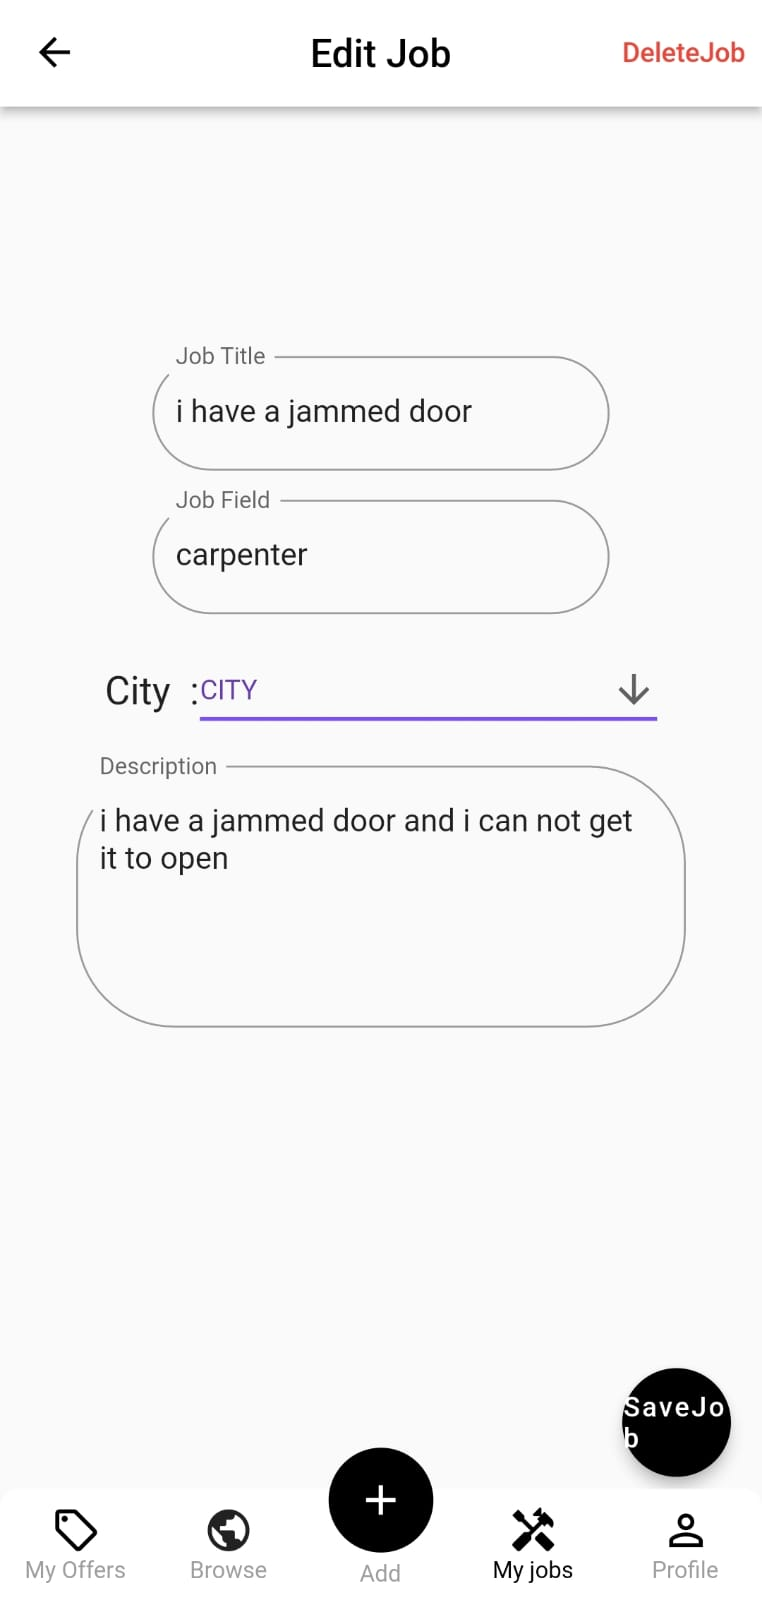 Edit Job
DeleteJob
Job Title
i have a jammed door
Job Field
carpenter
City :CITY
Description
i have a jammed door and i can not get
it to open
SaveJo
b
My Offers
Browse
Add
My jobs
Profile